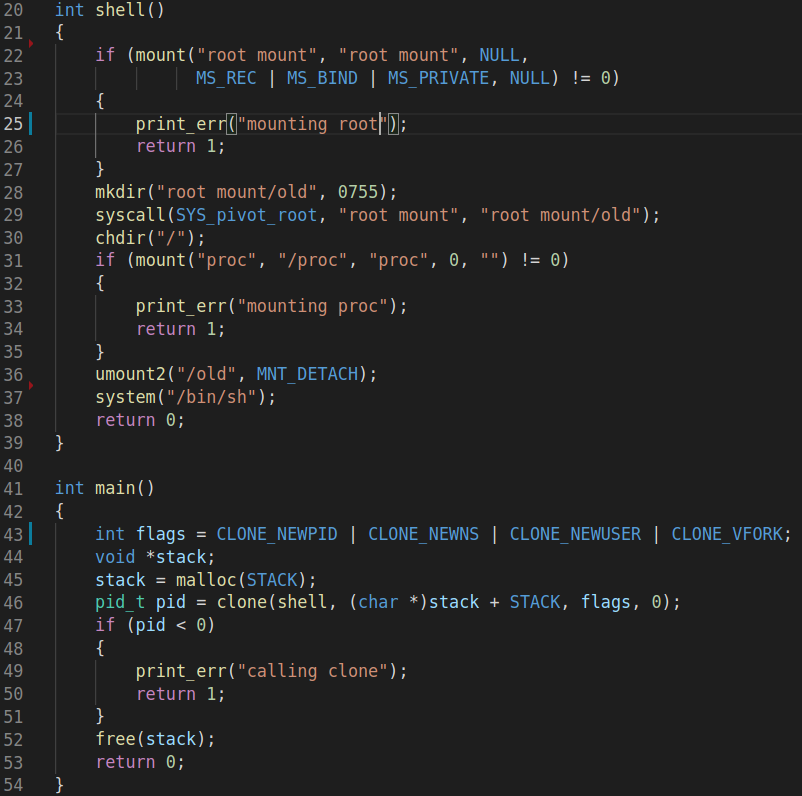 20 int shell()
21 {
22     if (mount("root mount", "root mount", NULL,
23               MS_REC | MS_BIND | MS_PRIVATE, NULL) != 0)
24     {
25         print_err("mounting root");
26         return 1;
27     }
28     mkdir("root mount/old", 0755);
29     syscall(SYS_pivot_root, "root mount", "root mount/old");
30     chdir("/");
31     if (mount("proc", "/proc", "proc", 0, "") != 0)
32     {
33         print_err("mounting proc");
34         return 1;
35     }
36     umount2("/old", MNT_DETACH);
37     system("/bin/sh");
38     return 0;
39 }
40
41 int main()
42 {
43     int flags = CLONE_NEWPID | CLONE_NEWNS | CLONE_NEWUSER | CLONE_VFORK;
44     void *stack;
45     stack = malloc(STACK);
46     pid_t pid = clone(shell, (char *)stack + STACK, flags, 0);
47     if (pid < 0)
48     {
49         print_err("calling clone");
50         return 1;
51     }
52     free(stack);
53     return 0;
54 }